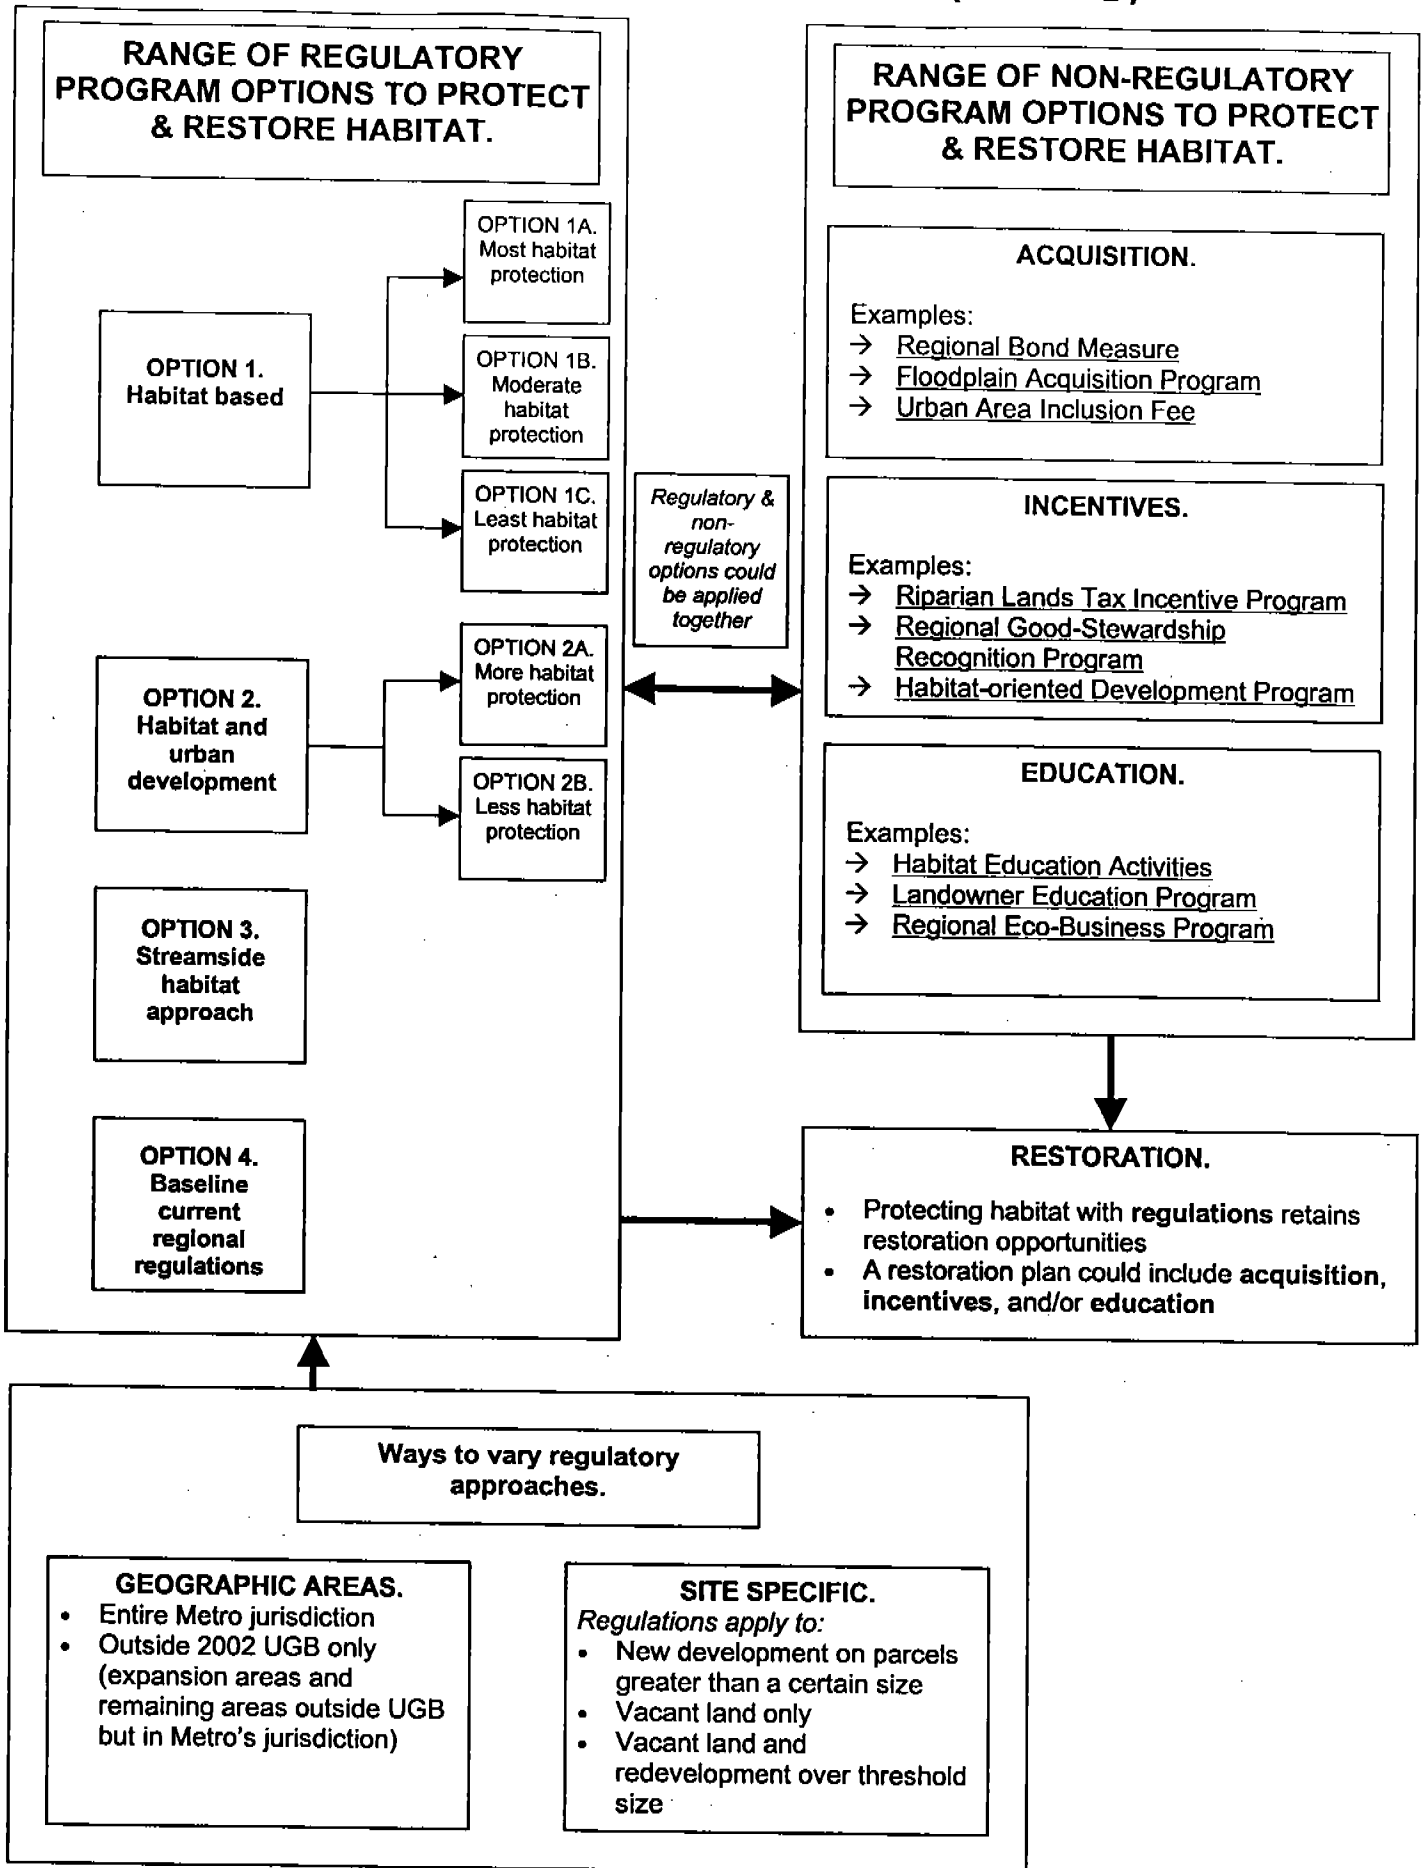 RANGE OF REGULATORY
PROGRAM OPTIONS TO PROTECT
& RESTORE HABITAT.
OPTION 1.
Habitat based
OPTION 1A.
Most habitat
protection
OPTION 1B.
Moderate
habitat
protection
OPTION 1C.
Least habitat
protection
OPTION 2.
Habitat and
urban
development
OPTION 2A.
More habitat
protection
OPTION 2B.
Less habitat
protection
OPTION 3.
Streamside
habitat
approach
OPTION 4.
Baseline
current
regional
regulations
Regulatory &
non-
regulatory
options could
be applied
together
RANGE OF NON-REGULATORY
PROGRAM OPTIONS TO PROTECT
& RESTORE HABITAT.
ACQUISITION.
Examples:
→ Regional Bond Measure
→ Floodplain Acquisition Program
→ Urban Area Inclusion Fee
INCENTIVES.
Examples:
→ Riparian Lands Tax Incentive Program
→ Regional Good-Stewardship
Recognition Program
→ Habitat-oriented Development Program
EDUCATION.
Examples:
→ Habitat Education Activities
→ Landowner Education Program
→ Regional Eco-Business Program
RESTORATION.
• Protecting habitat with regulations retains
restoration opportunities
• A restoration plan could include acquisition,
incentives, and/or education
Ways to vary regulatory
approaches.
GEOGRAPHIC AREAS.
• Entire Metro jurisdiction
• Outside 2002 UGB only
(expansion areas and
remaining areas outside UGB
but in Metro's jurisdiction)
SITE SPECIFIC.
Regulations apply to:
• New development on parcels
greater than a certain size
• Vacant land only
• Vacant land and
redevelopment over threshold
size